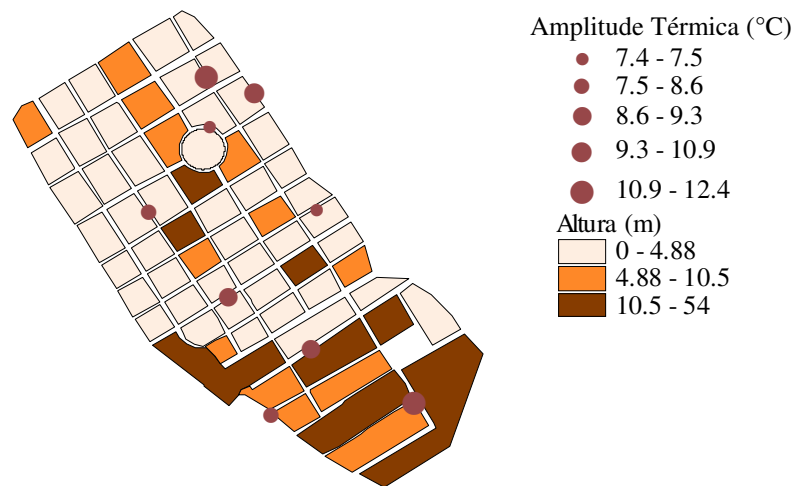 Amplitude Térmica (°C)
7.4 - 7.5
7.5 - 8.6
8.6 - 9.3
9.3 - 10.9
10.9 - 12.4
Altura (m)
0 - 4.88
4.88 - 10.5
10.5 - 54